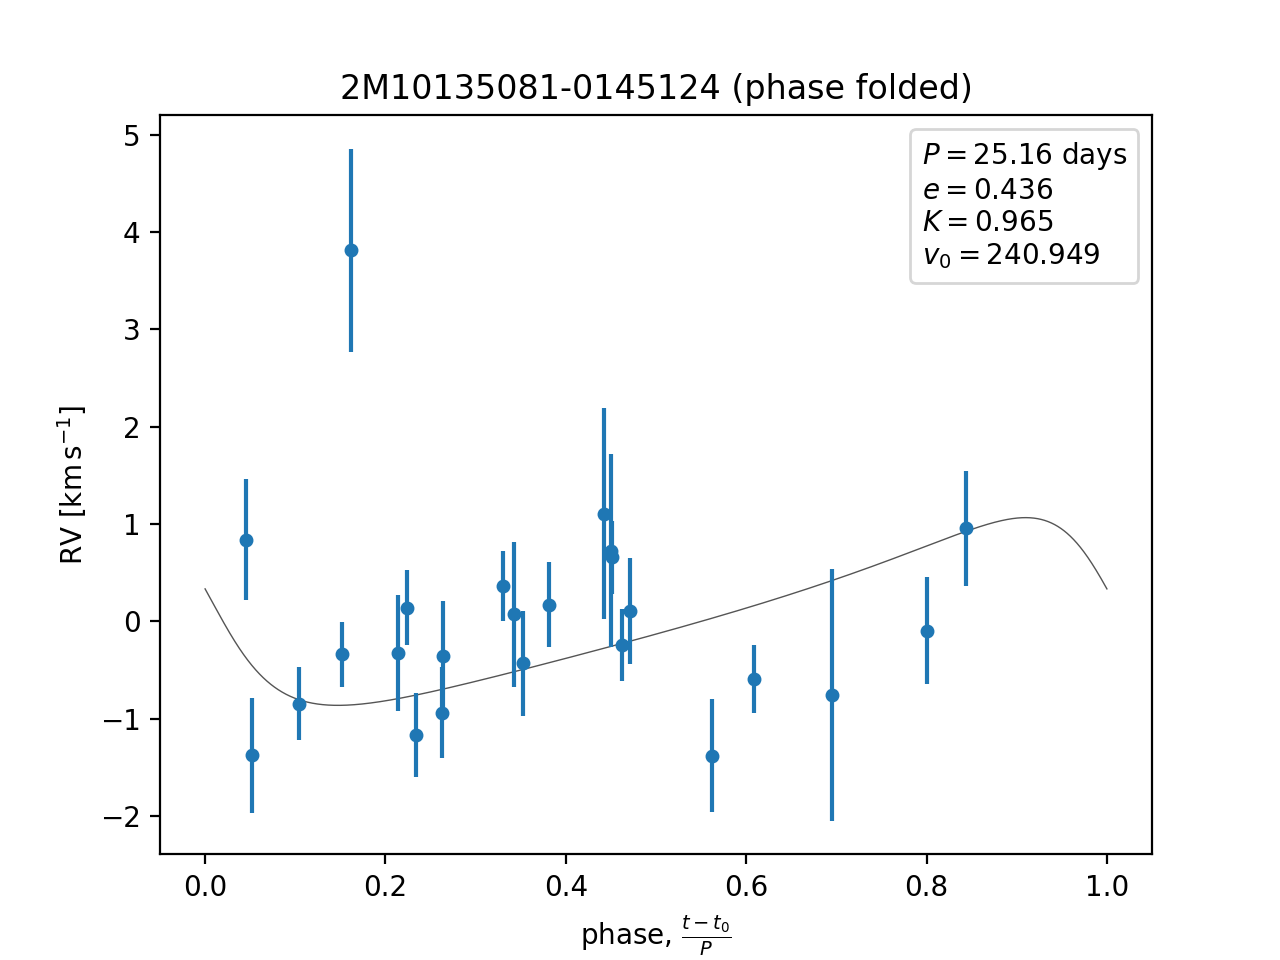 2M10135081-0145124 (phase folded)
P = 25.16 days
e = 0.436
K = 0.965
v₀ = 240.949
5
4
3
2
1
0
−1
−2
RV [km s⁻¹]
0.0 0.2 0.4 0.6 0.8 1.0
phase, (t − t₀)/P